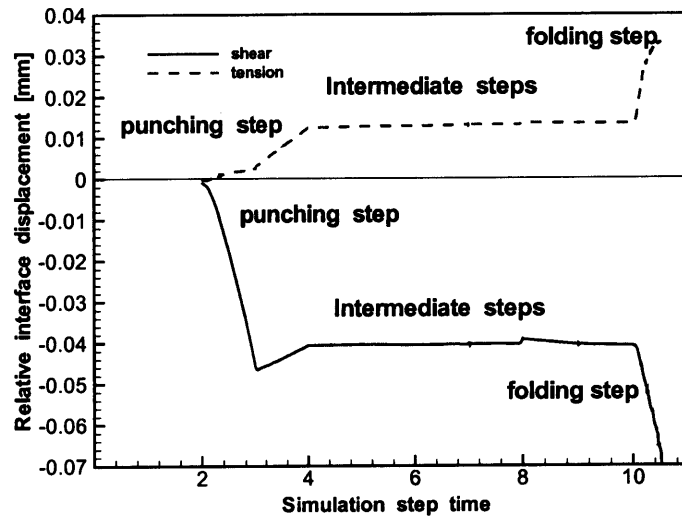 0.04
0.03
0.02
0.01
0
-0.01
-0.02
-0.03
-0.04
-0.05
-0.06
-0.07
Relative interface displacement [mm]
shear
tension
folding step
Intermediate steps
punching step
punching step
Intermediate steps
folding step
2
4
6
8
10
Simulation step time